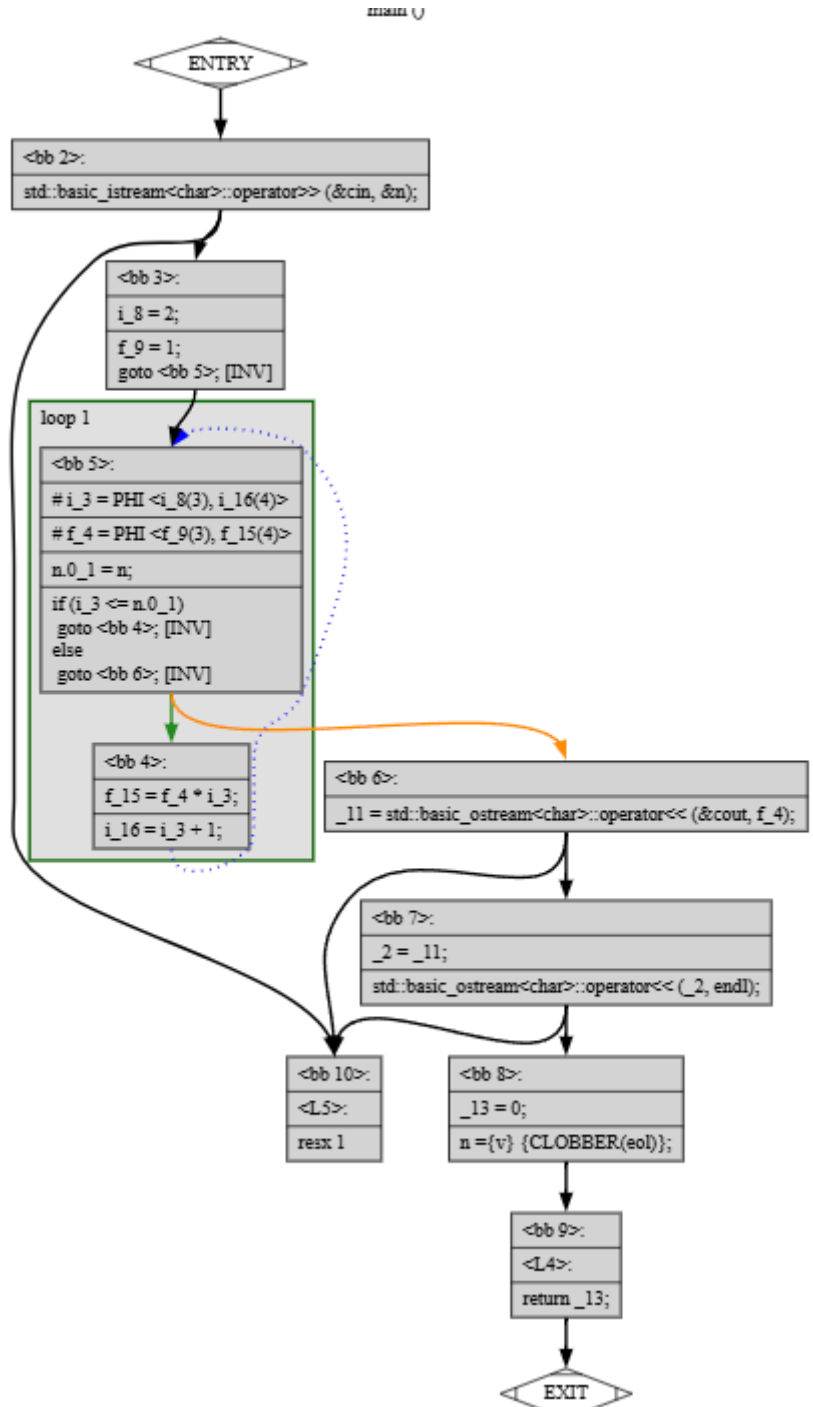 main ()
ENTRY
<bb 2>:
std::basic_istream<char>::operator>> (&cin, &n);
<bb 3>:
i_8 = 2;
f_9 = 1;
goto <bb 5>; [INV]
loop 1
<bb 5>:
# i_3 = PHI <i_8(3), i_16(4)>
# f_4 = PHI <f_9(3), f_15(4)>
n.0_1 = n;
if (i_3 <= n.0_1)
goto <bb 4>; [INV]
else
goto <bb 6>; [INV]
<bb 4>:
f_15 = f_4 * i_3;
i_16 = i_3 + 1;
<bb 6>:
_11 = std::basic_ostream<char>::operator<< (&cout, f_4);
<bb 7>:
_2 = _11;
std::basic_ostream<char>::operator<< (_2, endl);
<bb 10>:
<L5>:
resx 1
<bb 8>:
_13 = 0;
n ={v} {CLOBBER(eol)};
<bb 9>:
<L4>:
return _13;
EXIT